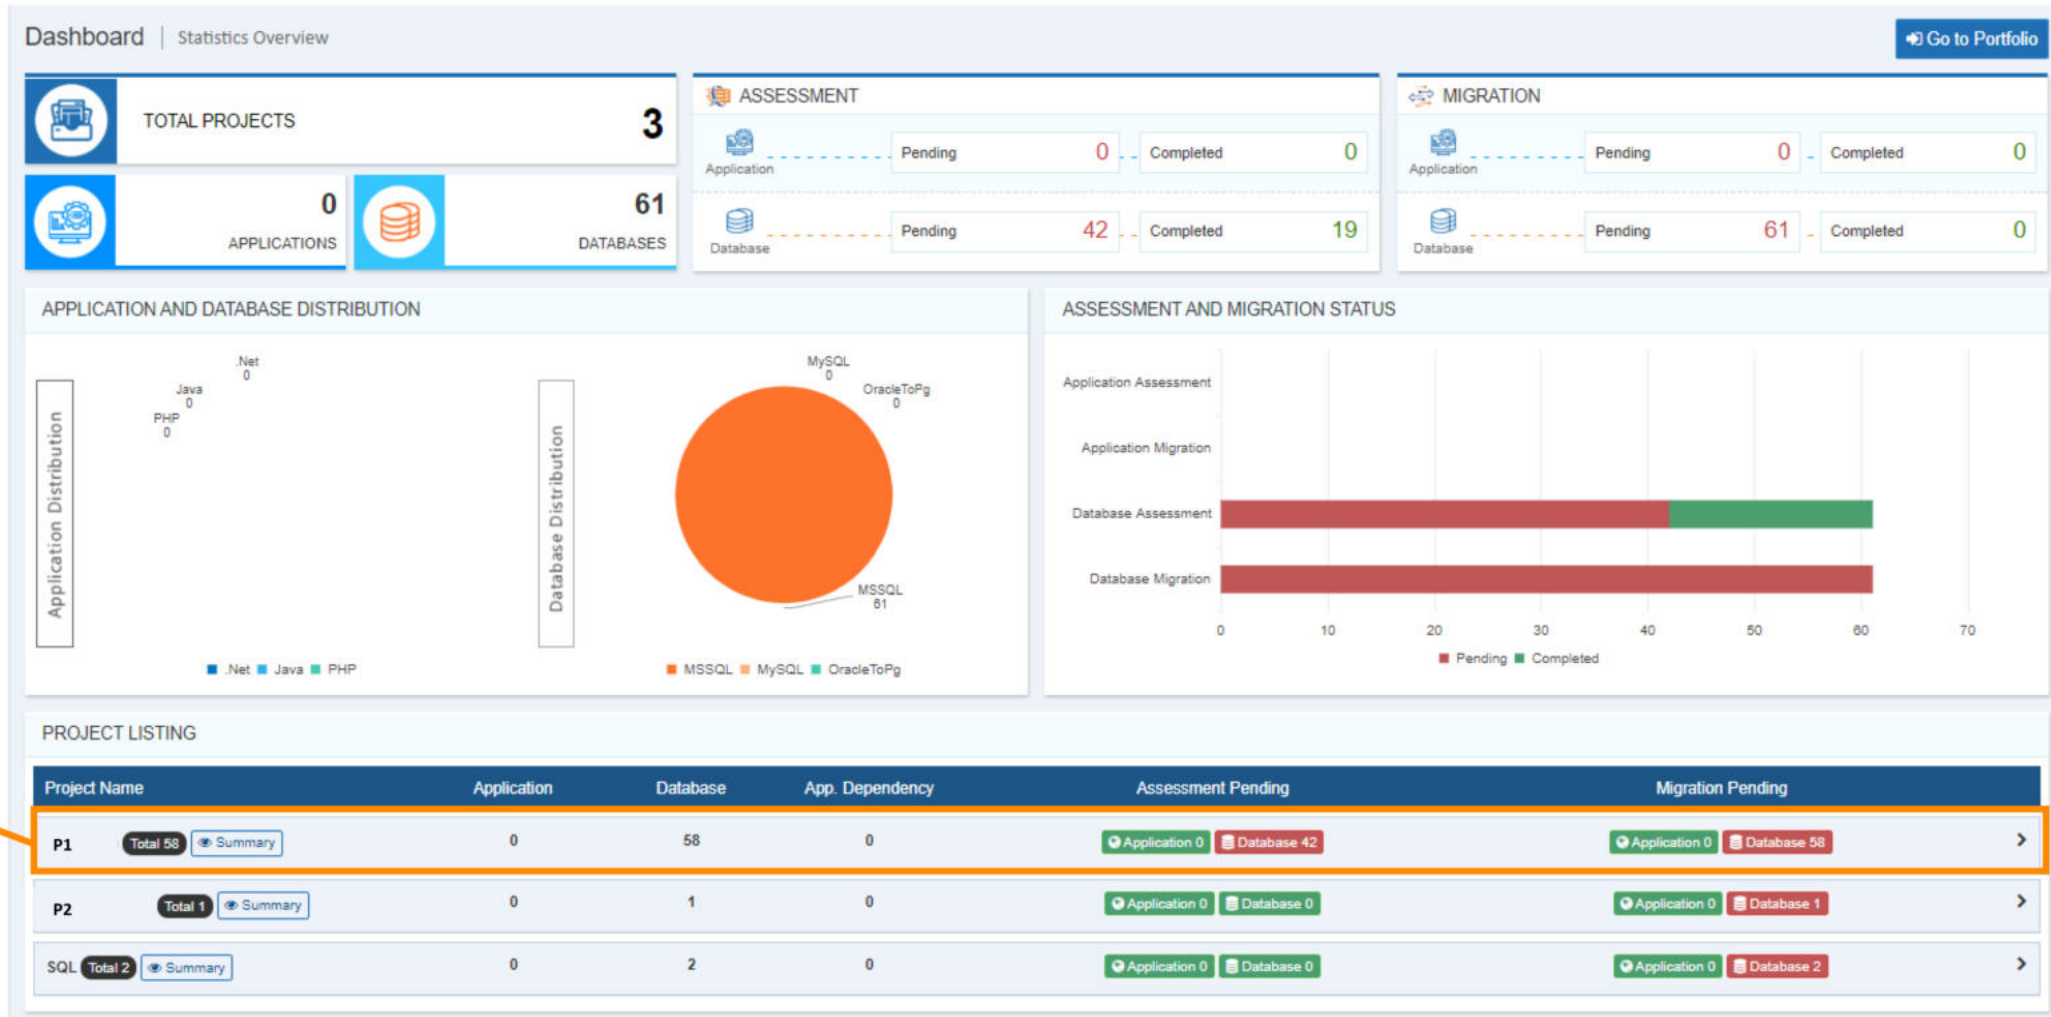 Dashboard | Statistics Overview
Go to Portfolio
TOTAL PROJECTS 3
0 APPLICATIONS
61 DATABASES
ASSESSMENT
Application Pending 0 Completed 0
Database Pending 42 Completed 19
MIGRATION
Application Pending 0 Completed 0
Database Pending 61 Completed 0
APPLICATION AND DATABASE DISTRIBUTION
Application Distribution
.Net
0
Java
0
PHP
0
.Net Java PHP
Database Distribution
MySQL
0
OracleToPg
0
MSSQL
61
MSSQL MySQL OracleToPg
ASSESSMENT AND MIGRATION STATUS
Application Assessment
Application Migration
Database Assessment
Database Migration
0 10 20 30 40 50 60 70
Pending Completed
PROJECT LISTING
Project Name Application Database App. Dependency Assessment Pending Migration Pending
P1 Total 58 Summary 0 58 0 Application 0 Database 42 Application 0 Database 58
P2 Total 1 Summary 0 1 0 Application 0 Database 0 Application 0 Database 1
SQL Total 2 Summary 0 2 0 Application 0 Database 0 Application 0 Database 2